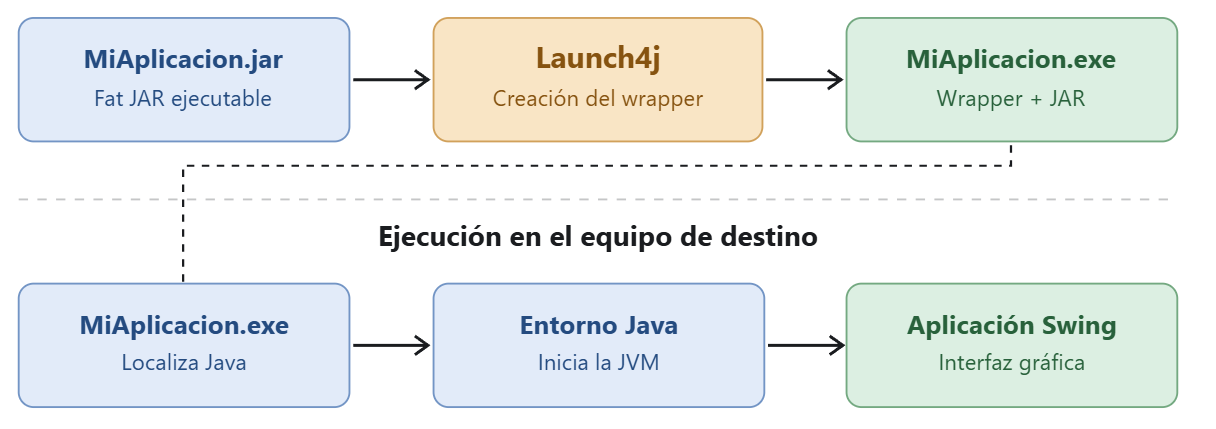 MiAplicacion.jar
Fat JAR ejecutable
Launch4j
Creación del wrapper
MiAplicacion.exe
Wrapper + JAR
Ejecución en el equipo de destino
MiAplicacion.exe
Localiza Java
Entorno Java
Inicia la JVM
Aplicación Swing
Interfaz gráfica